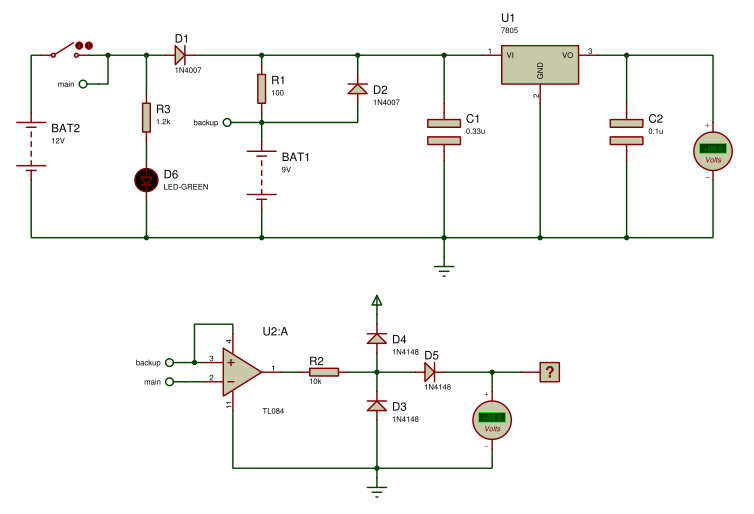 U1
7805
D1
1N4007
1 VI VO 3
GND
2
main
R3
1.2k
R1
100
D2
1N4007
backup
BAT2
12V
BAT1
9V
C1
0.33u
C2
0.1u
+
Volts
D6
LED-GREEN
U2:A
D4
1N4148
backup 3 4
main 2 1
11
TL084
R2
10k
D5
1N4148
?
D3
1N4148
+
Volts